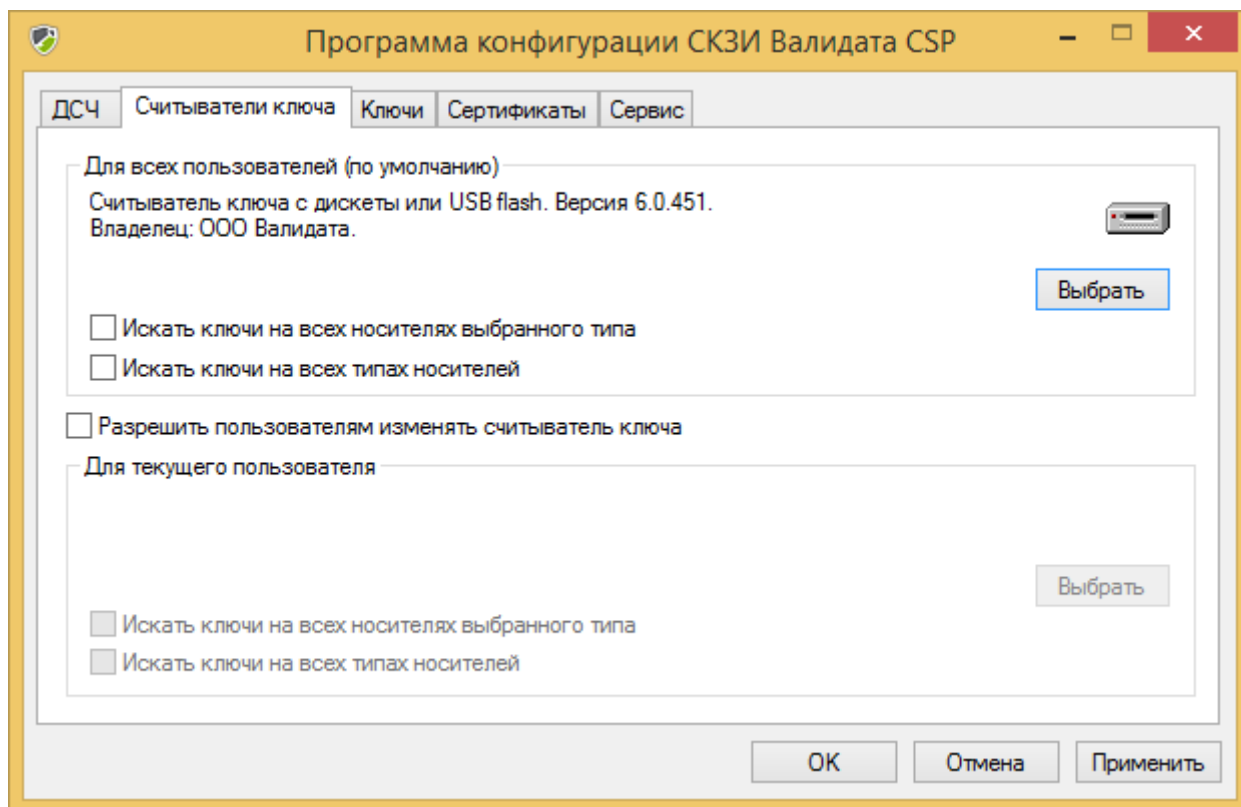 Программа конфигурации СКЗИ Валидата CSP
ДСЧ
Считыватели ключа
Ключи
Сертификаты
Сервис
Для всех пользователей (по умолчанию)
Считыватель ключа с дискеты или USB flash. Версия 6.0.451.
Владелец: ООО Валидата.
Выбрать
Искать ключи на всех носителях выбранного типа
Искать ключи на всех типах носителей
Разрешить пользователям изменять считыватель ключа
Для текущего пользователя
Выбрать
Искать ключи на всех носителях выбранного типа
Искать ключи на всех типах носителей
OK
Отмена
Применить